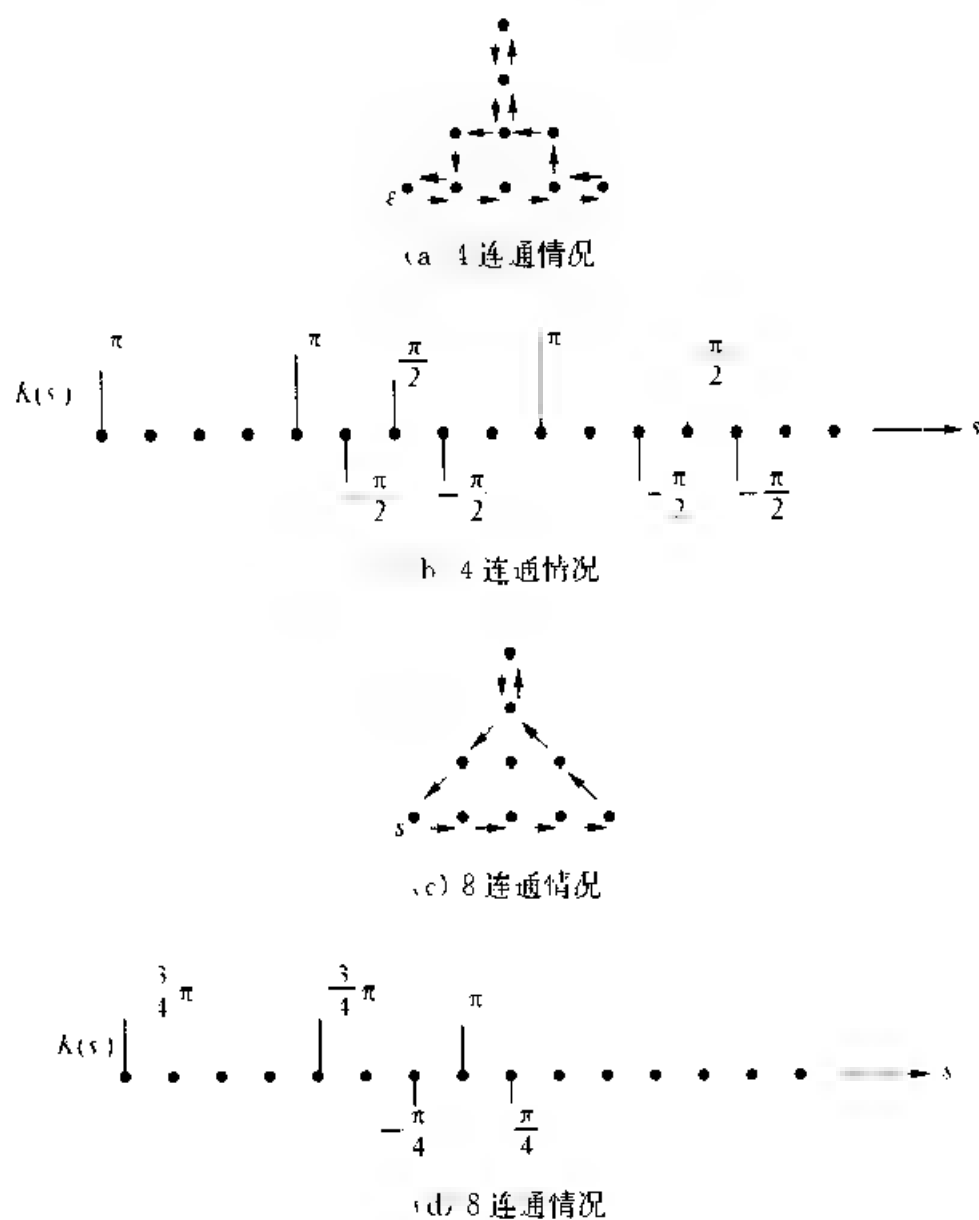 s
(a) 4 连通情况
π π π/2 π π/2
k(s) s
-π/2 -π/2 -π/2 -π/2
b 4 连通情况
s
(c) 8 连通情况
3/4 π 3/4 π π
k(s) s
-π/4 π/4
(d) 8 连通情况